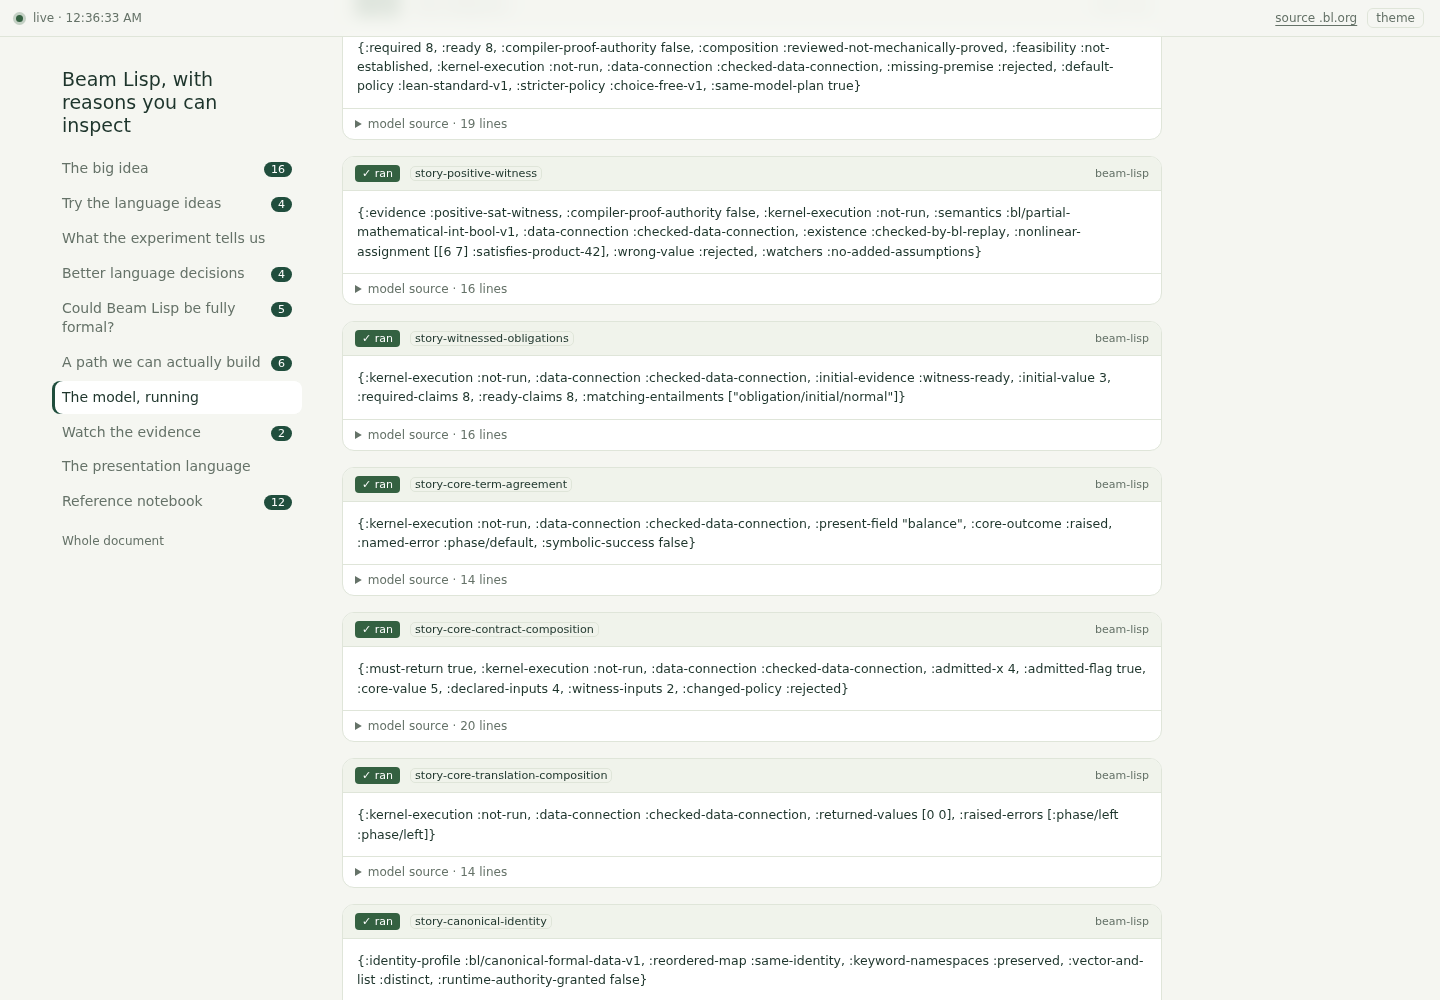 live · 12:36:33 AM
source .bl.org
theme
Beam Lisp, with
reasons you can
inspect
The big idea 16
Try the language ideas 4
What the experiment tells us
Better language decisions 4
Could Beam Lisp be fully
formal? 5
A path we can actually build 6
The model, running
Watch the evidence 2
The presentation language
Reference notebook 12
Whole document
{:required 8, :ready 8, :compiler-proof-authority false, :composition :reviewed-not-mechanically-proved, :feasibility :not-
established, :kernel-execution :not-run, :data-connection :checked-data-connection, :missing-premise :rejected, :default-
policy :lean-standard-v1, :stricter-policy :choice-free-v1, :same-model-plan true}
model source · 19 lines
✓ ran story-positive-witness beam-lisp
{:evidence :positive-sat-witness, :compiler-proof-authority false, :kernel-execution :not-run, :semantics :bl/partial-
mathematical-int-bool-v1, :data-connection :checked-data-connection, :existence :checked-by-bl-replay, :nonlinear-
assignment [[6 7] :satisfies-product-42], :wrong-value :rejected, :watchers :no-added-assumptions}
model source · 16 lines
✓ ran story-witnessed-obligations beam-lisp
{:kernel-execution :not-run, :data-connection :checked-data-connection, :initial-evidence :witness-ready, :initial-value 3,
:required-claims 8, :ready-claims 8, :matching-entailments ["obligation/initial/normal"]}
model source · 16 lines
✓ ran story-core-term-agreement beam-lisp
{:kernel-execution :not-run, :data-connection :checked-data-connection, :present-field "balance", :core-outcome :raised,
:named-error :phase/default, :symbolic-success false}
model source · 14 lines
✓ ran story-core-contract-composition beam-lisp
{:must-return true, :kernel-execution :not-run, :data-connection :checked-data-connection, :admitted-x 4, :admitted-flag true,
:core-value 5, :declared-inputs 4, :witness-inputs 2, :changed-policy :rejected}
model source · 20 lines
✓ ran story-core-translation-composition beam-lisp
{:kernel-execution :not-run, :data-connection :checked-data-connection, :returned-values [0 0], :raised-errors [:phase/left
:phase/left]}
model source · 14 lines
✓ ran story-canonical-identity beam-lisp
{:identity-profile :bl/canonical-formal-data-v1, :reordered-map :same-identity, :keyword-namespaces :preserved, :vector-and-
list :distinct, :runtime-authority-granted false}